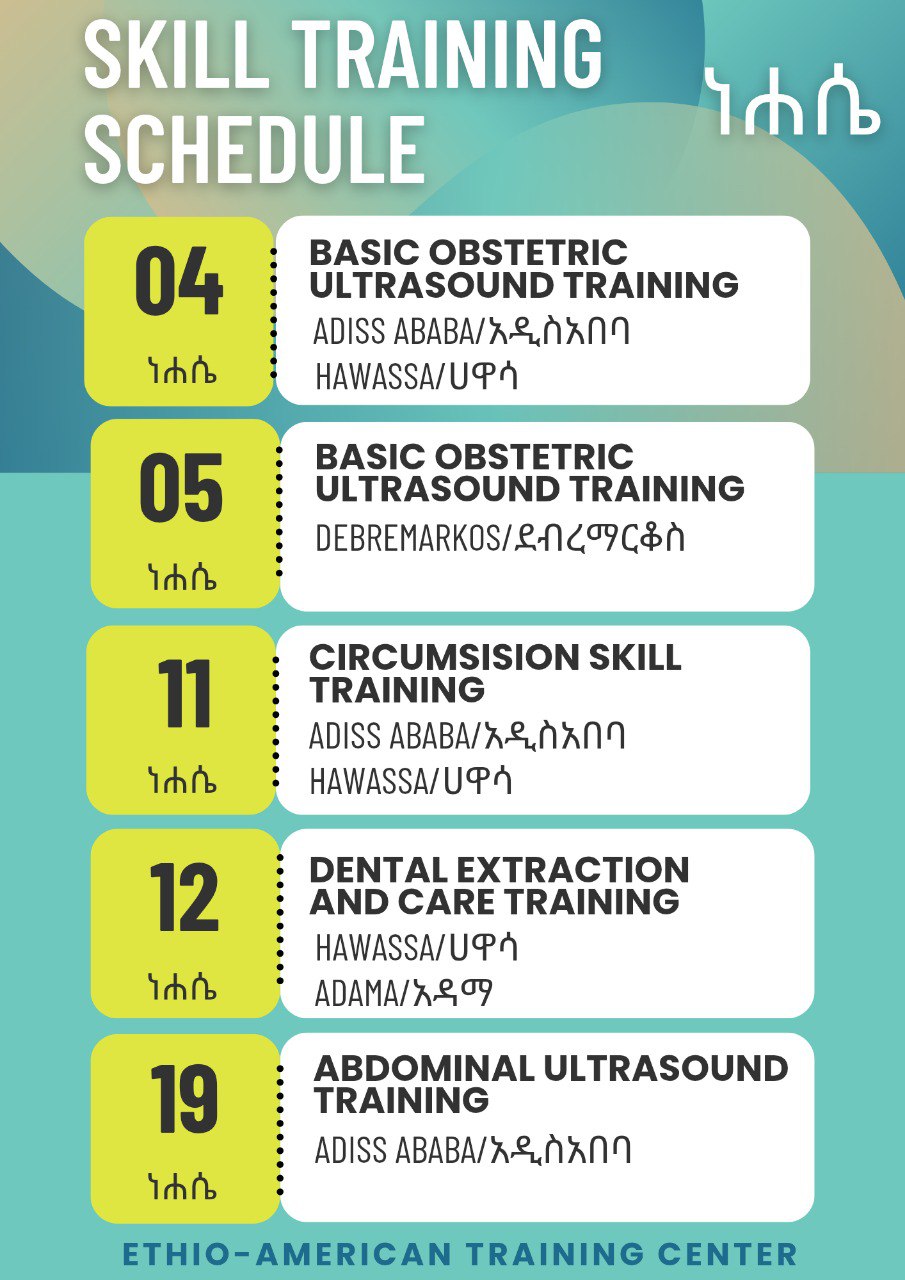 SKILL TRAINING
SCHEDULE
ነሐሴ
04
ነሐሴ
BASIC OBSTETRIC
ULTRASOUND TRAINING
ADISS ABABA/አዲስአበባ
HAWASSA/ሀዋሳ
05
ነሐሴ
BASIC OBSTETRIC
ULTRASOUND TRAINING
DEBREMARKOS/ደብረማርቆስ
11
ነሐሴ
CIRCUMSISION SKILL
TRAINING
ADISS ABABA/አዲስአበባ
HAWASSA/ሀዋሳ
12
ነሐሴ
DENTAL EXTRACTION
AND CARE TRAINING
HAWASSA/ሀዋሳ
ADAMA/አዳማ
19
ነሐሴ
ABDOMINAL ULTRASOUND
TRAINING
ADISS ABABA/አዲስአበባ
ETHIO-AMERICAN TRAINING CENTER